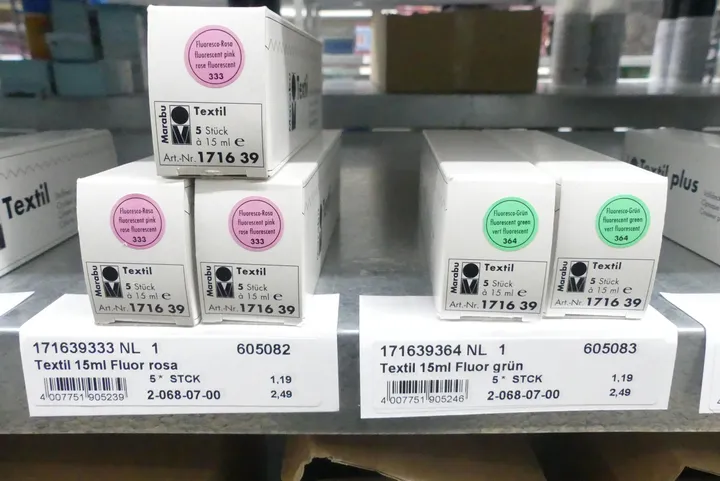 Fluoresco-Rosa
fluorescent pink
rose fluorescent
333
Marabu
Textil
5 Stück
à 15 ml e
Art.-Nr. 1716 39
Textil
Textil
Fluoresco-Rosa
fluorescent pink
rose fluorescent
333
Marabu
Textil
5 Stück
à 15 ml e
Art.-Nr. 1716 39
Fluoresco-Rosa
fluorescent pink
rose fluorescent
333
Marabu
Textil
5 Stück
à 15 ml e
Art.-Nr. 1716 39
Fluoresco-Grün
fluorescent green
vert fluorescent
364
Marabu
Textil
5 Stück
à 15 ml e
Art.-Nr. 1716 39
Fluoresco-Grün
fluorescent green
vert fluorescent
364
Marabu
Textil
5 Stück
à 15 ml e
Art.-Nr. 1716 39
Textil plus
171639333 NL 1 605082
Textil 15ml Fluor rosa
5 * STCK 1,19
4 007751 905239 2-068-07-00 2,49
171639364 NL 1 605083
Textil 15ml Fluor grün
5 * STCK 1,19
4 007751 905246 2-068-07-00 2,49